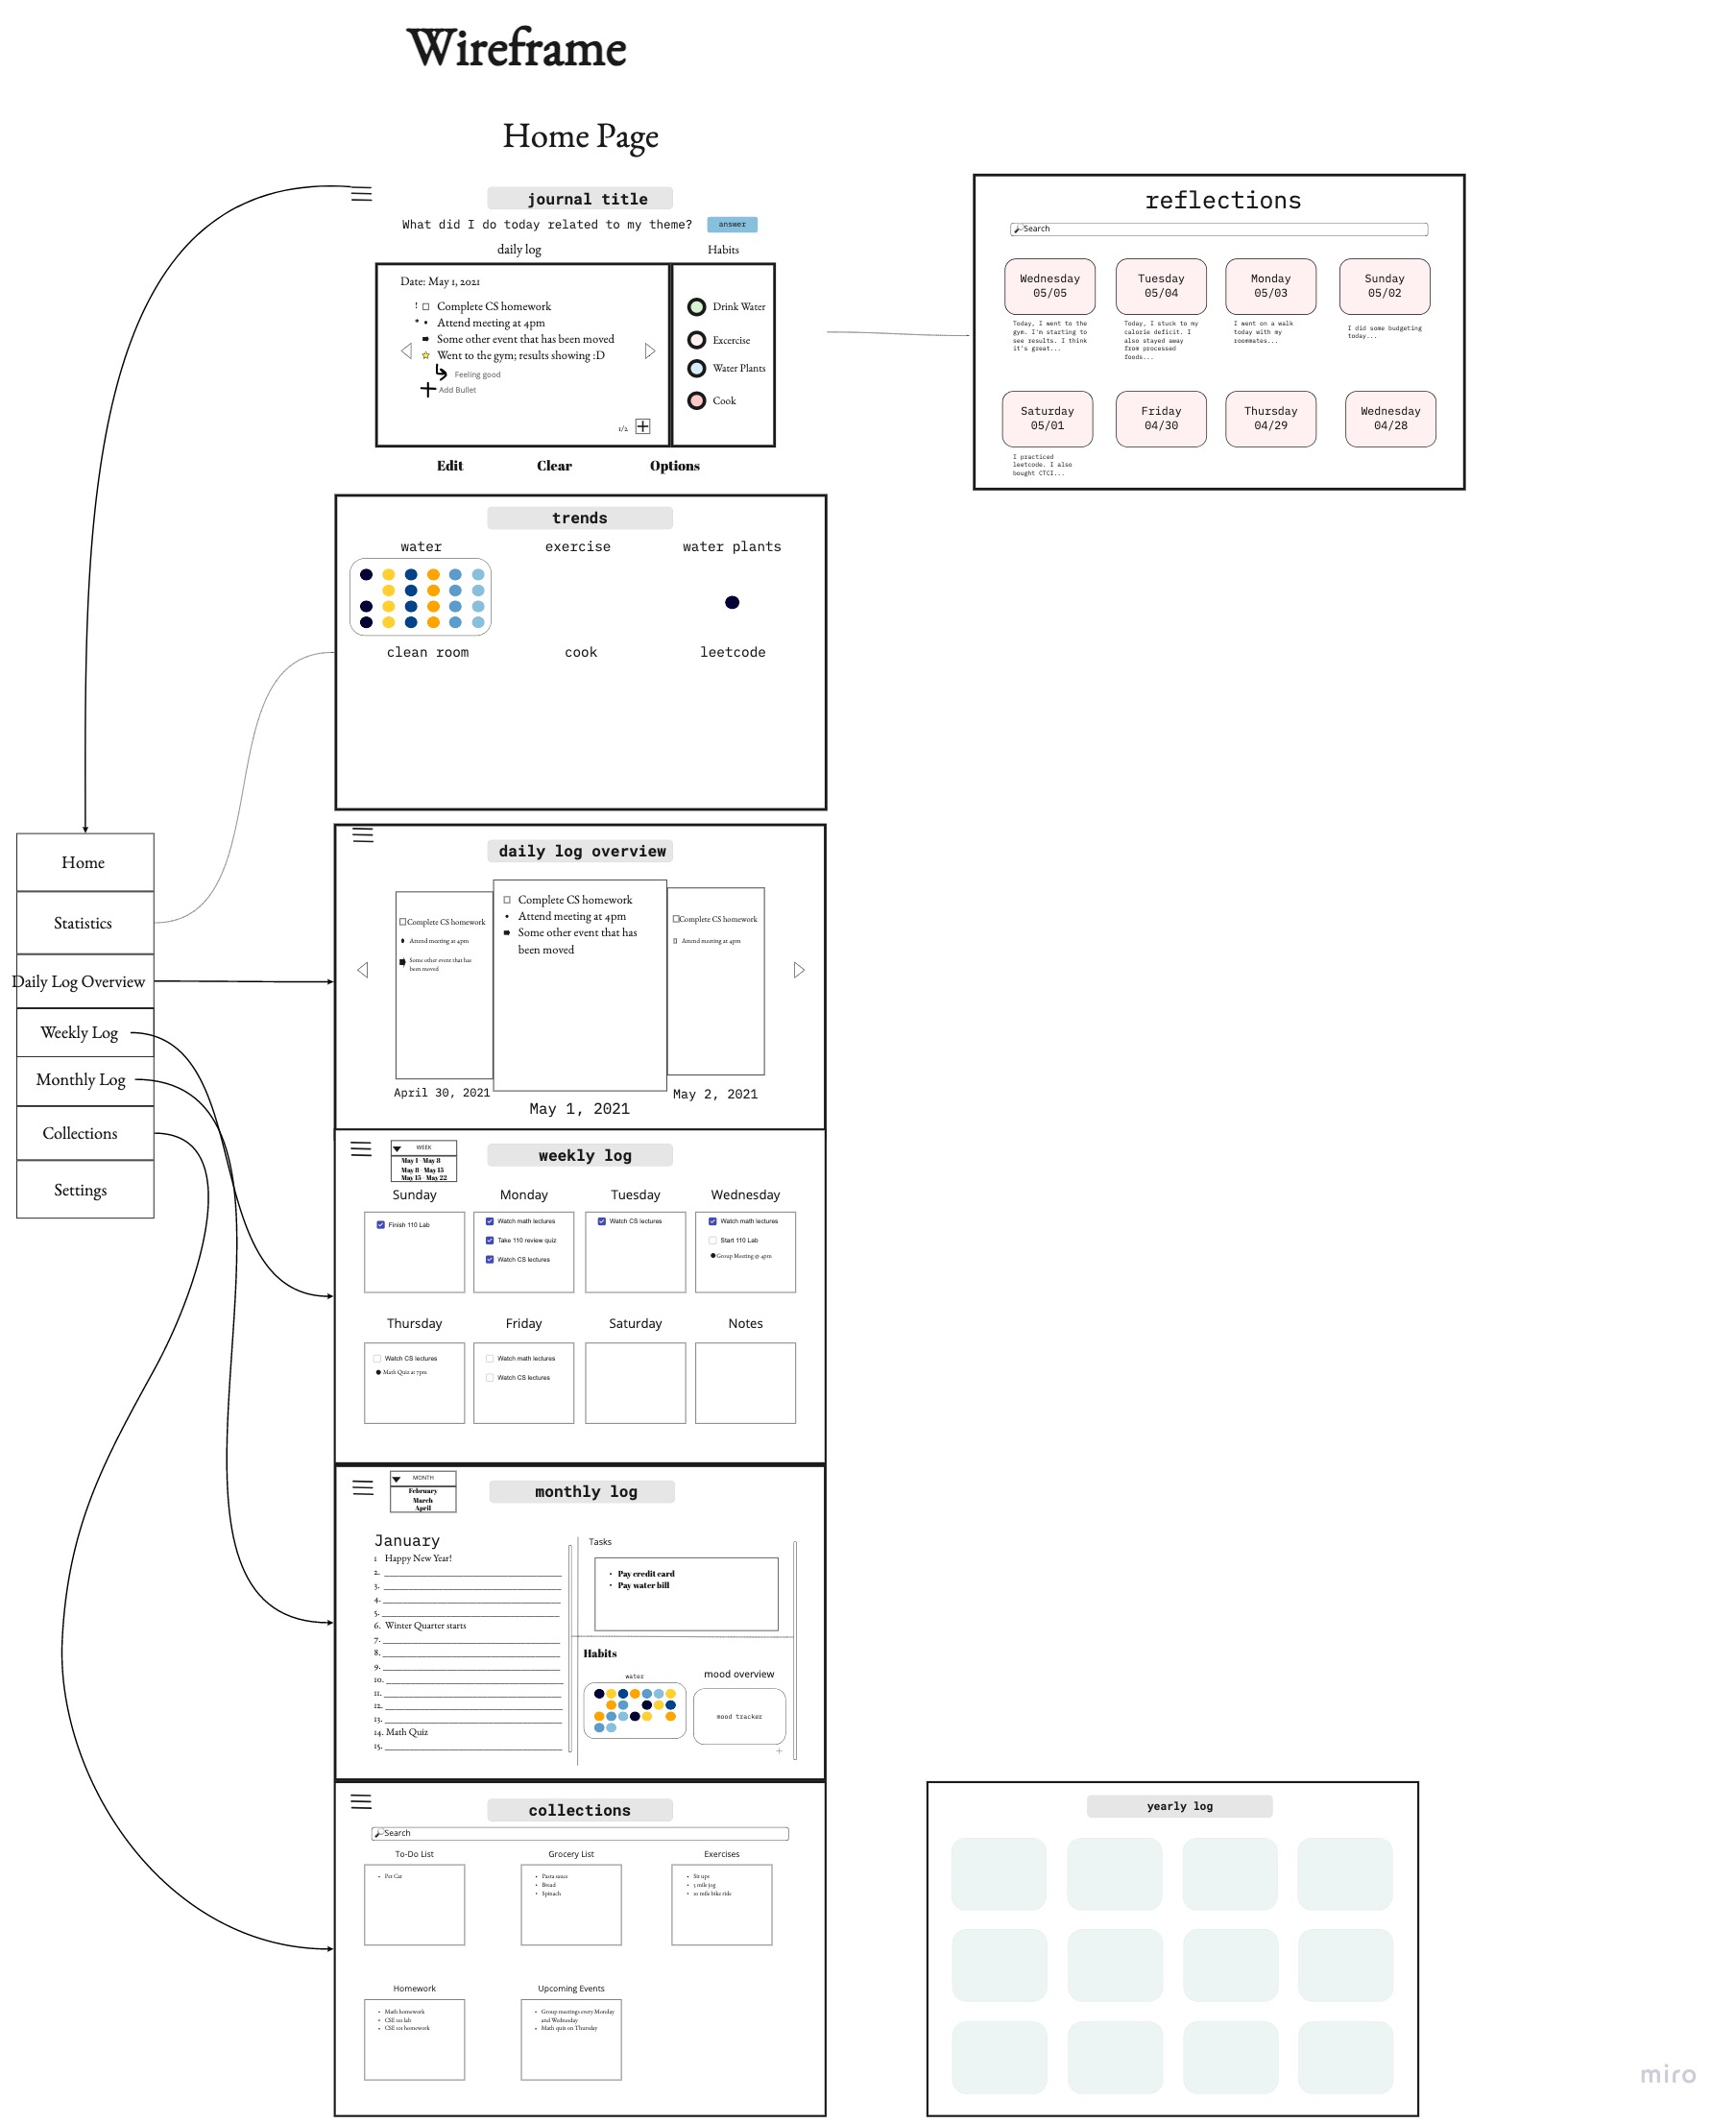 Wireframe
Home Page
journal title
What did I do today related to my theme?
answer
daily log
Habits
Date: May 1, 2021
! Complete CS homework
* • Attend meeting at 4pm
Some other event that has been moved
Went to the gym; results showing :D
Feeling good
Add Bullet
1/2
Drink Water
Excercise
Water Plants
Cook
Edit
Clear
Options
reflections
Search
Wednesday
05/05
Tuesday
05/04
Monday
05/03
Sunday
05/02
Today, I went to the
gym. I'm starting to
see results. I think
it's great...
Today, I stuck to my
calorie deficit. I
also stayed away
from processed
foods...
I went on a walk
today with my
roommates...
I did some budgeting
today...
Saturday
05/01
Friday
04/30
Thursday
04/29
Wednesday
04/28
I practiced
leetcode. I also
bought CTCI...
trends
water
exercise
water plants
clean room
cook
leetcode
Home
Statistics
Daily Log Overview
Weekly Log
Monthly Log
Collections
Settings
daily log overview
Complete CS homework
Attend meeting at 4pm
Some other event that has
been moved
April 30, 2021
• Complete CS homework
• Attend meeting at 4pm
Some other event that has
been moved
May 1, 2021
Complete CS homework
Attend meeting at 4pm
May 2, 2021
WEEK
May 1 - May 8
May 8 - May 15
May 15 - May 22
weekly log
Sunday
Monday
Tuesday
Wednesday
Finish 110 Lab
Watch math lectures
Take 110 review quiz
Watch CS lectures
Watch CS lectures
Watch math lectures
Start 110 Lab
Group Meeting @ 4pm
Thursday
Friday
Saturday
Notes
Watch CS lectures
Math Quiz at 7pm
Watch math lectures
Watch CS lectures
MONTH
February
March
April
monthly log
January
1 Happy New Year!
2.
3.
4.
5.
6. Winter Quarter starts
7.
8.
9.
10.
11.
12.
13.
14. Math Quiz
15.
Tasks
• Pay credit card
• Pay water bill
Habits
water
mood overview
mood tracker
collections
Search
To-Do List
Grocery List
Exercises
• Pet Cat
• Pasta sauce
• Bread
• Spinach
• Sit ups
• 5 mile jog
• 10 mile bike ride
Homework
Upcoming Events
• Math homework
• CSE 110 lab
• CSE 101 homework
• Group meetings every Monday
and Wednesday
• Math quiz on Thursday
yearly log
miro